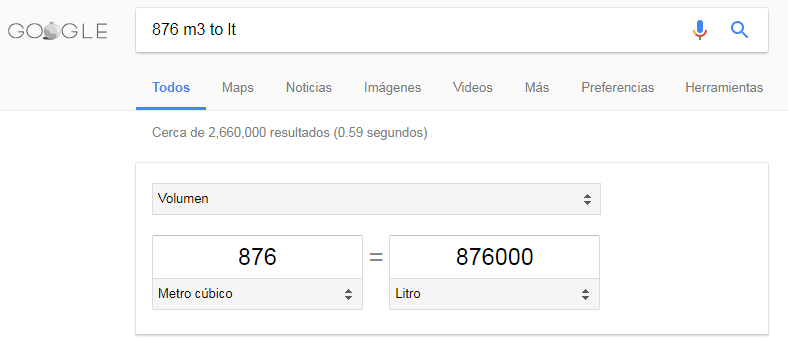 GOOGLE 876 m3 to lt
Todos Maps Noticias Imágenes Videos Más Preferencias Herramientas
Cerca de 2,660,000 resultados (0.59 segundos)
Volumen
876 = 876000
Metro cúbico Litro